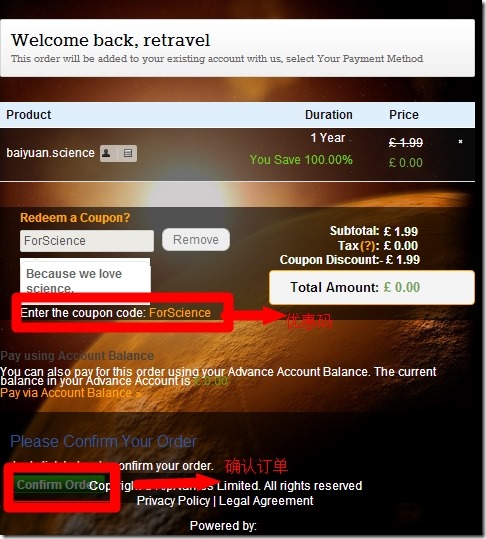 Welcome back, retravel
This order will be added to your existing account with us, select Your Payment Method
Product Duration Price
1 Year £ 1.99 ×
baiyuan.science
You Save 100.00% £ 0.00
Redeem a Coupon?
ForScience Remove
Because we love
science.
Enter the coupon code: ForScience
优惠码
Subtotal: £ 1.99
Tax(?): £ 0.00
Coupon Discount:- £ 1.99
Total Amount: £ 0.00
Pay using Account Balance
You can also pay for this order using your Advance Account Balance. The current
balance in your Advance Account is £ 0.00
Pay via Account Balance »
Please Confirm Your Order
confirm your order.
确认订单
Confirm Order
Limited. All rights reserved
Privacy Policy | Legal Agreement
Powered by: